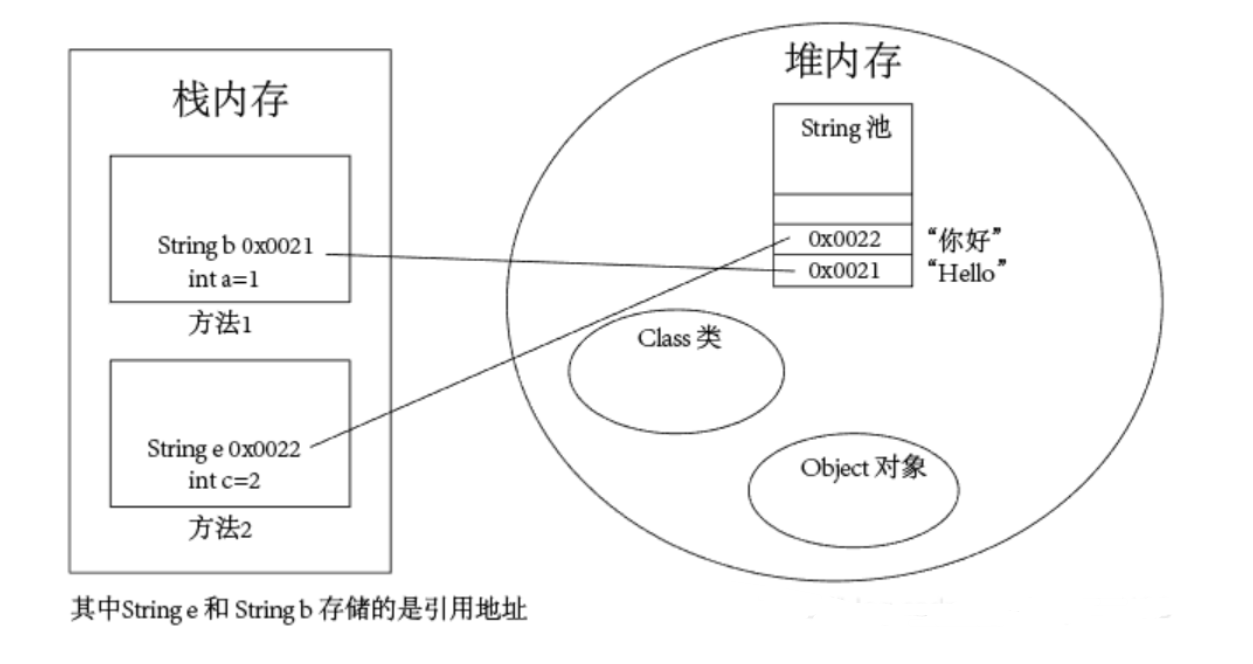 栈内存
String b 0x0021
int a=1
方法1
String e 0x0022
int c=2
方法2
其中String e 和 String b 存储的是引用地址
堆内存
String 池
0x0022 “你好”
0x0021 “Hello”
Class 类
Object 对象